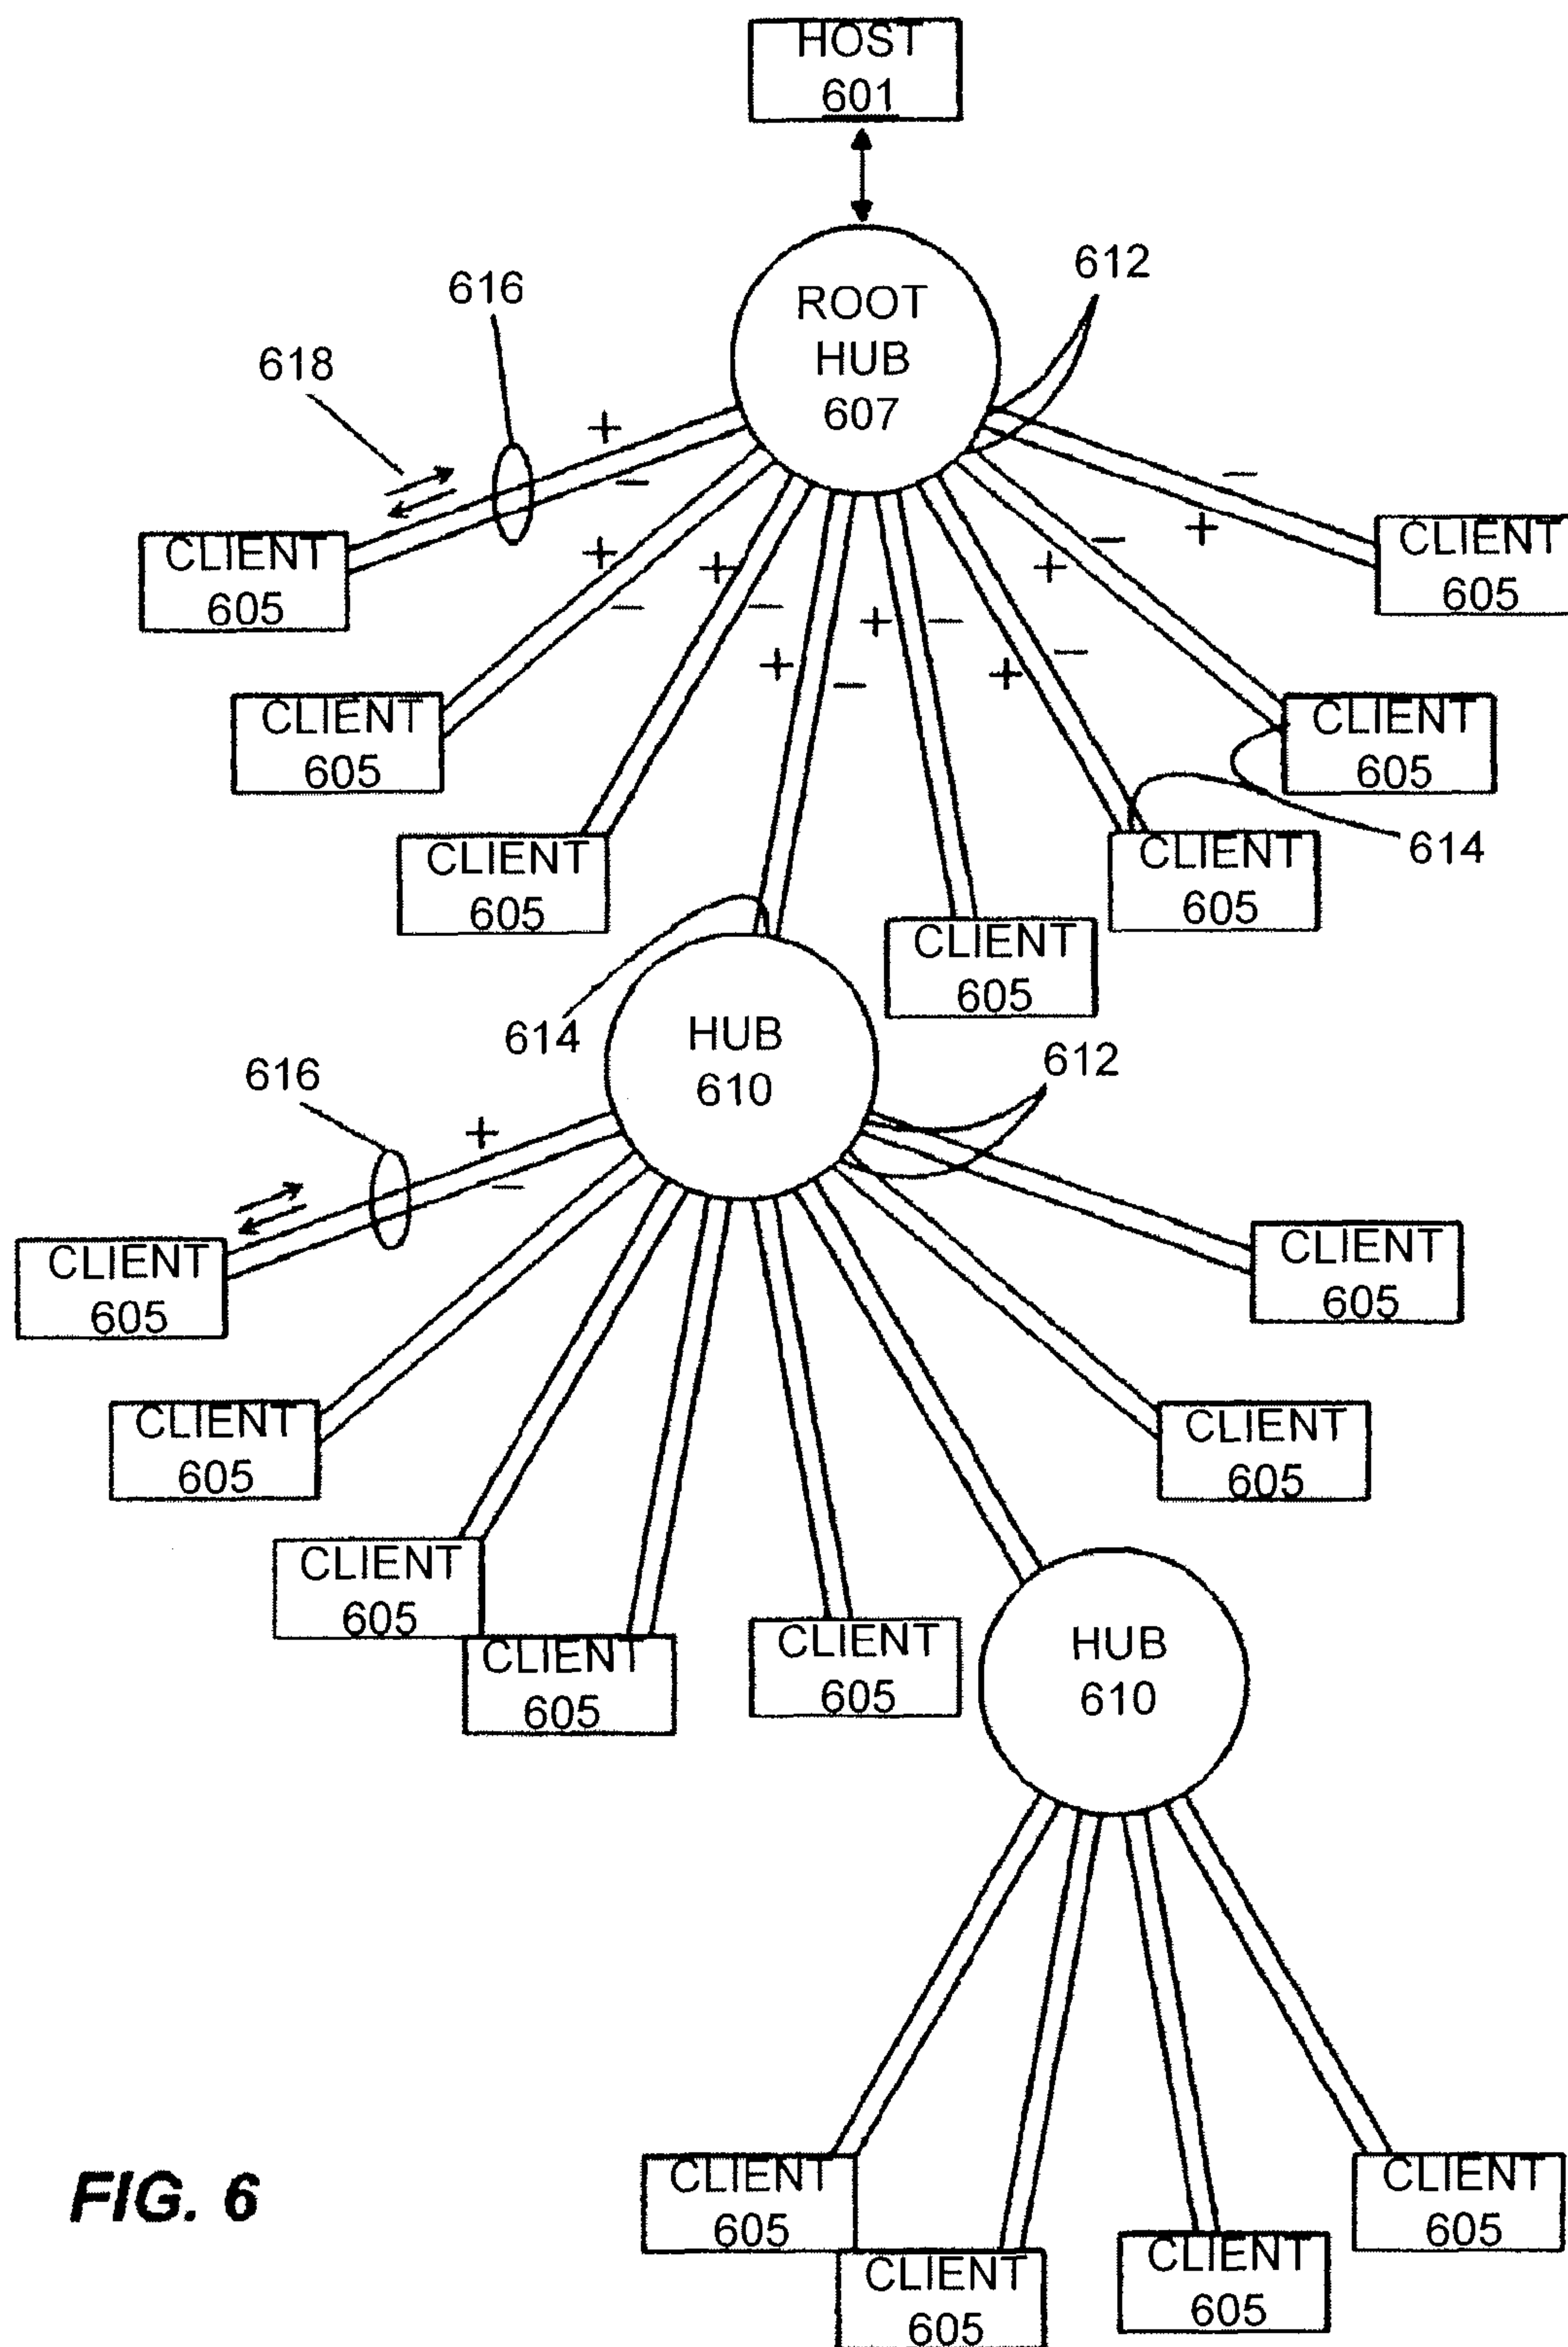 HOST
601
612
616
ROOT
HUB
607
618
+
−
−
+
CLIENT
605
CLIENT
605
+
−
+
−
+
−
+
−
+
−
+
−
CLIENT
605
CLIENT
605
CLIENT
605
CLIENT
605
614
CLIENT
605
614
HUB
610
612
616
+
−
CLIENT
605
CLIENT
605
CLIENT
605
CLIENT
605
CLIENT
605
CLIENT
605
CLIENT
605
HUB
610
FIG. 6
CLIENT
605
CLIENT
605
CLIENT
605
CLIENT
605